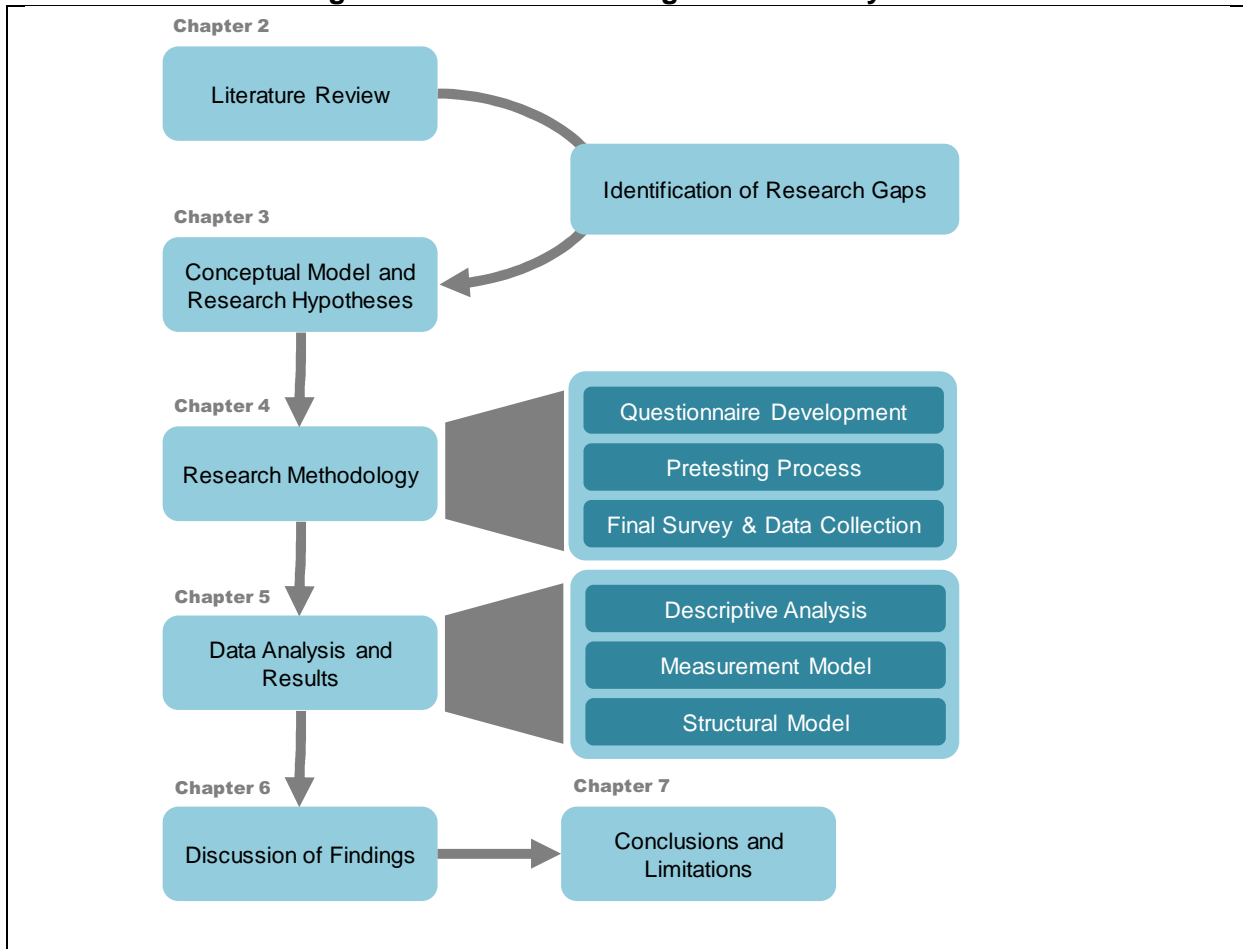 Chapter 2
Literature Review
Identification of Research Gaps
Chapter 3
Conceptual Model and
Research Hypotheses
Chapter 4
Research Methodology
Questionnaire Development
Pretesting Process
Final Survey & Data Collection
Chapter 5
Data Analysis and
Results
Descriptive Analysis
Measurement Model
Structural Model
Chapter 6
Discussion of Findings
Chapter 7
Conclusions and
Limitations